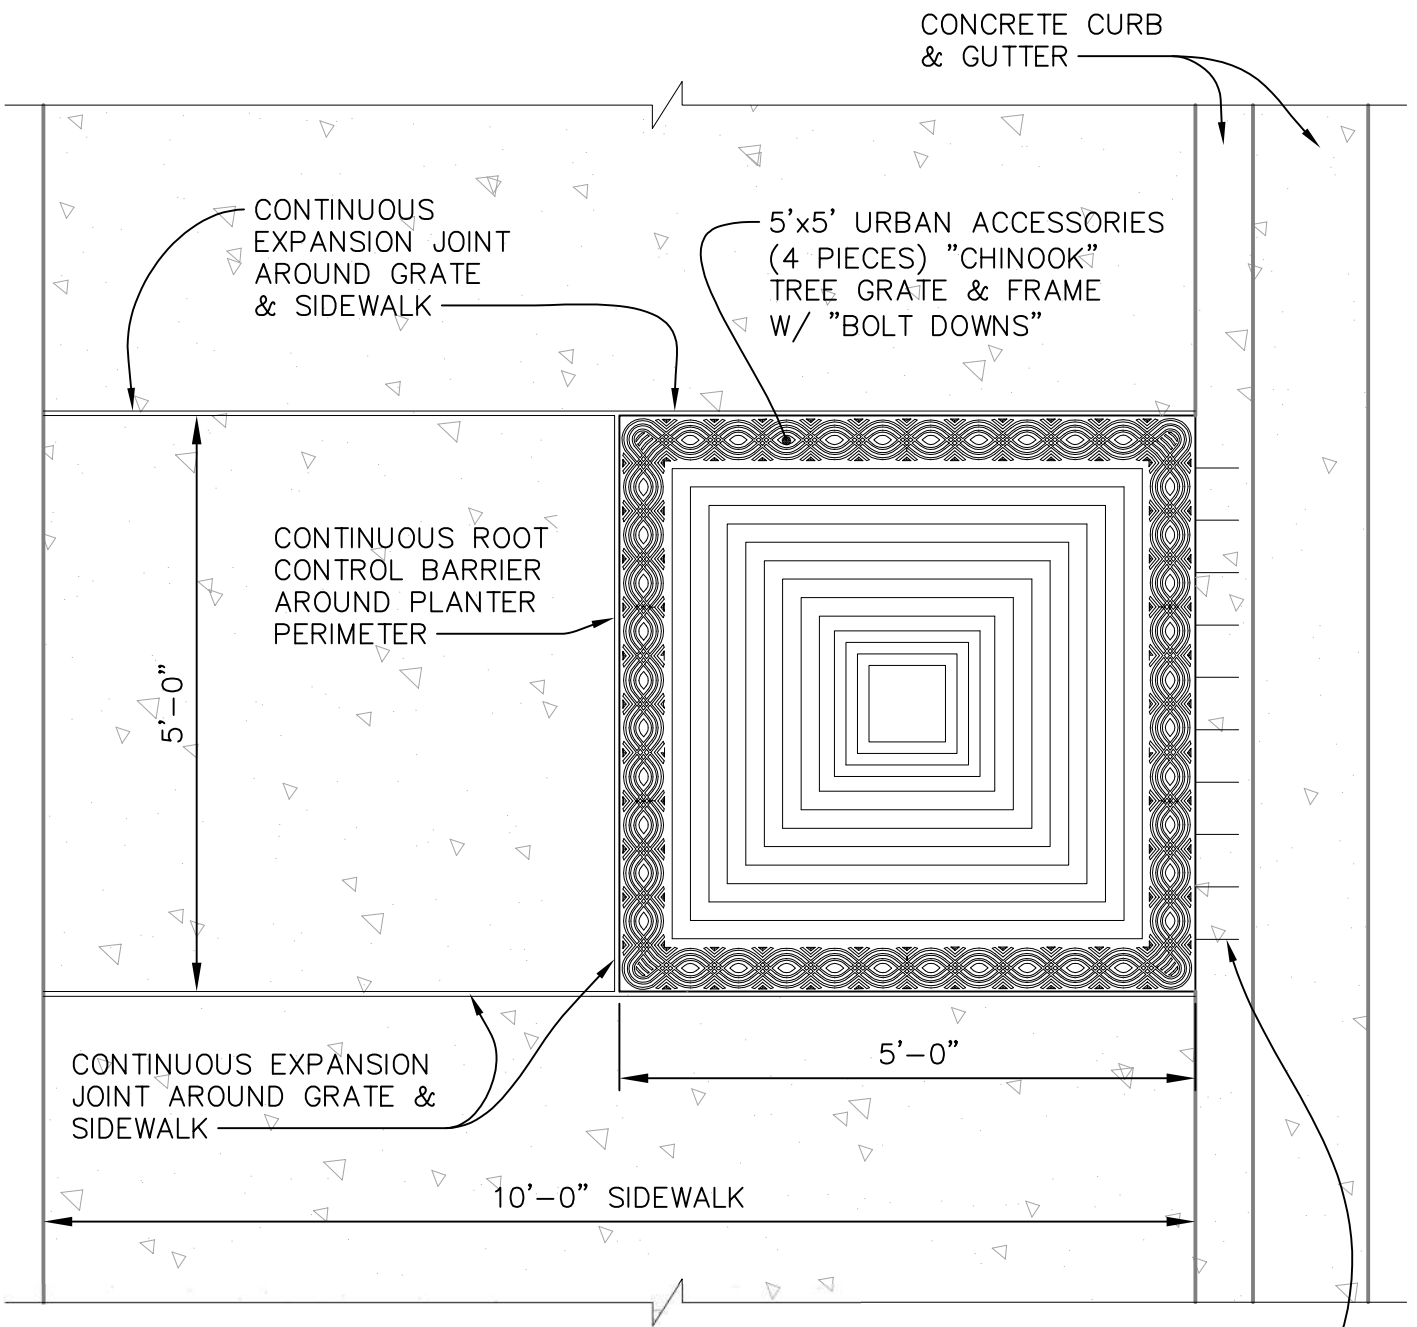 CONCRETE CURB
& GUTTER
CONTINUOUS
EXPANSION JOINT
AROUND GRATE
& SIDEWALK
5'x5' URBAN ACCESSORIES
(4 PIECES) "CHINOOK"
TREE GRATE & FRAME
W/ "BOLT DOWNS"
CONTINUOUS ROOT
CONTROL BARRIER
AROUND PLANTER
PERIMETER
5'-0"
CONTINUOUS EXPANSION
JOINT AROUND GRATE &
SIDEWALK
5'-0"
10'-0" SIDEWALK